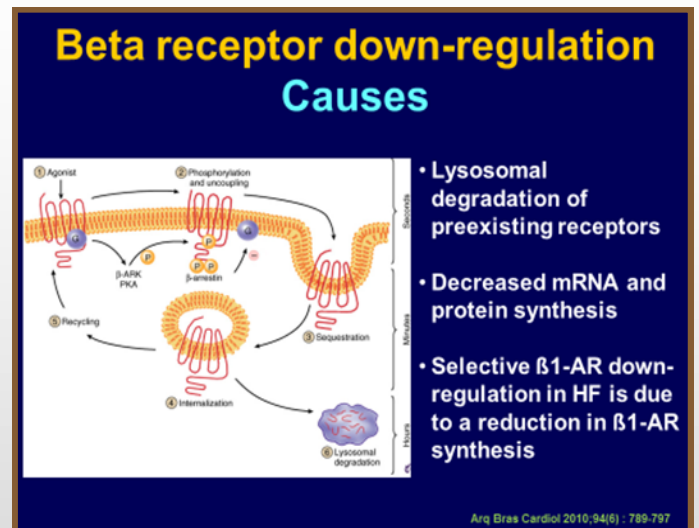 Beta receptor down-regulation
Causes
① Agonist
② Phosphorylation
and uncoupling
G
P
β-ARK
PKA
P
P P
β-arrestin
G
⑤ Recycling
③ Sequestration
④ Internalization
⑥ Lysosomal
degradation
Seconds
Minutes
Hours
• Lysosomal
degradation of
preexisting receptors
• Decreased mRNA and
protein synthesis
• Selective ß1-AR down-
regulation in HF is due
to a reduction in ß1-AR
synthesis
Arq Bras Cardiol 2010;94(6) : 789-797